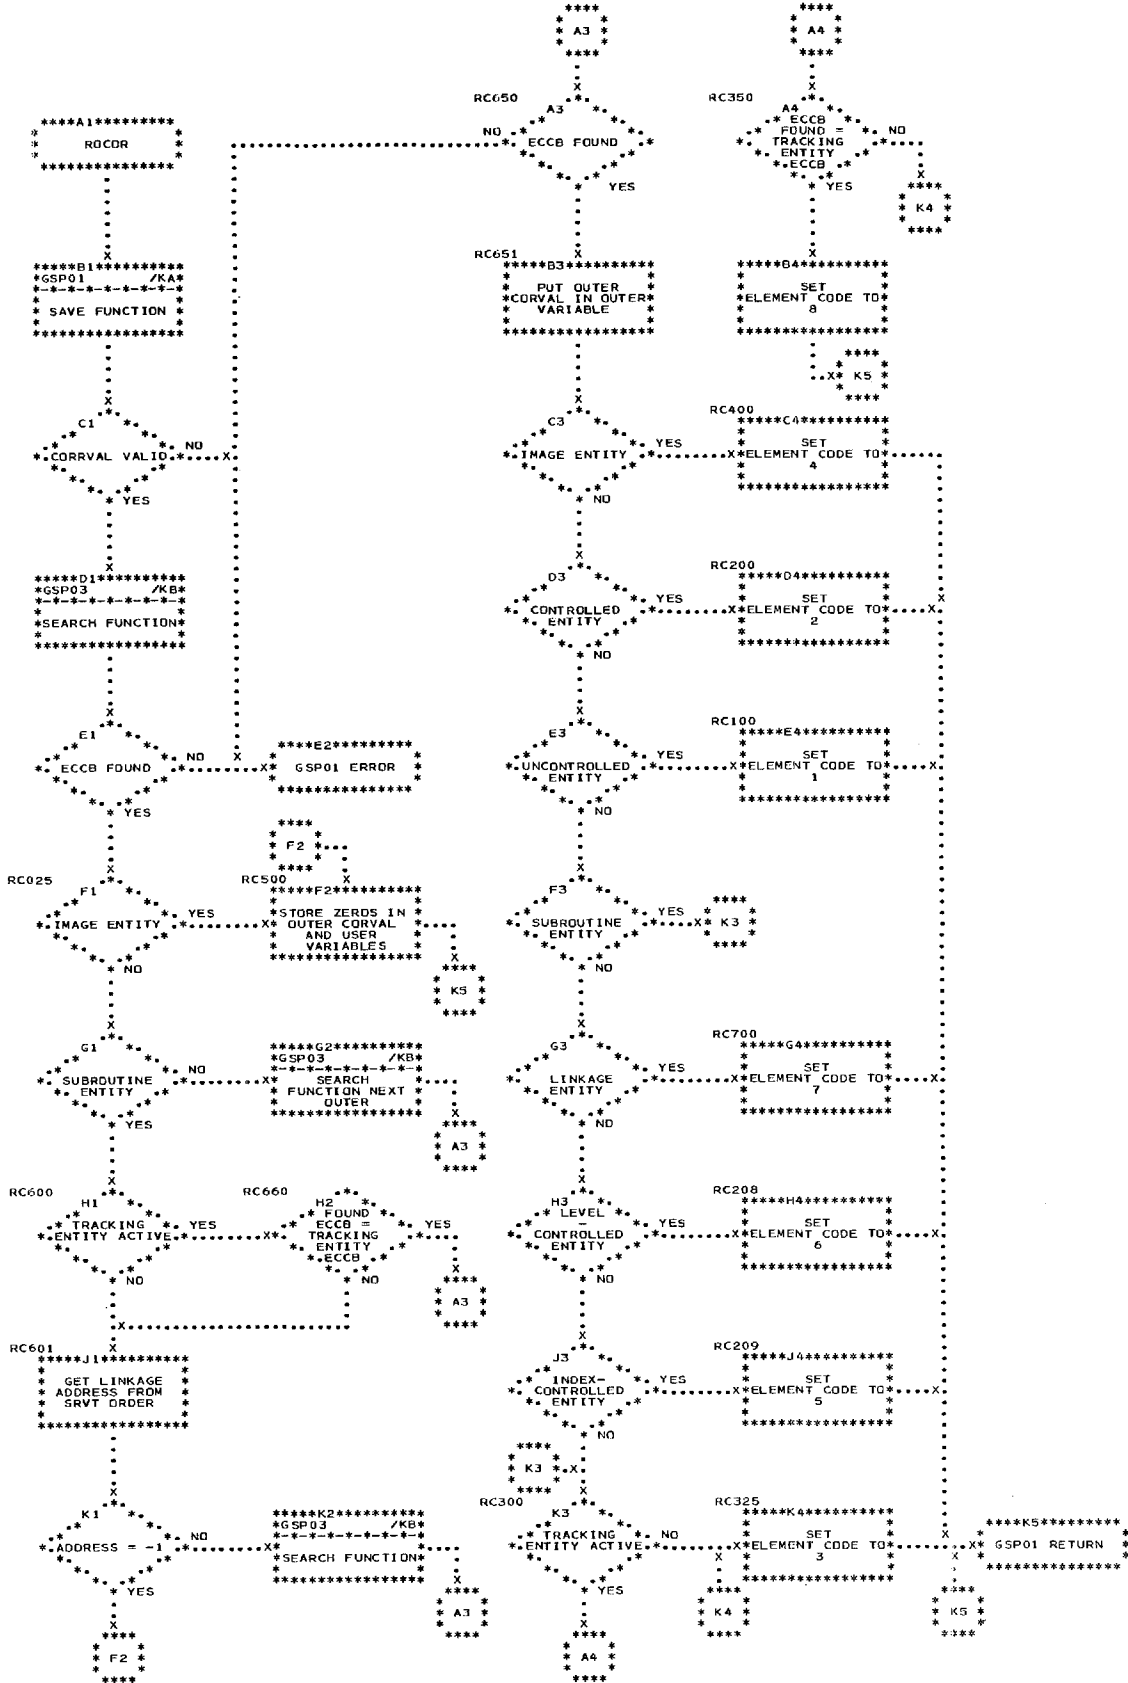 A3
A4
RC650
A3
NO
ECCB FOUND
YES
RC350
A4
ECCB
FOUND =
TRACKING
ENTITY
ECCB
NO
YES
K4
****A1*********
ROCDR
*****B1**********
*GSP01 /KA*
*-*-*-*-*-*-*-*-*
SAVE FUNCTION
RC651
*****B3**********
PUT OUTER
*CORVAL IN OUTER*
VARIABLE
*****B4**********
SET
*ELEMENT CODE TO*
8
K5
C1
CORRVAL VALID
NO
YES
C3
IMAGE ENTITY
YES
NO
RC400
*****C4**********
SET
*ELEMENT CODE TO*
4
*****D1**********
*GSP03 /KB*
*-*-*-*-*-*-*-*-*
*SEARCH FUNCTION*
D3
CONTROLLED
ENTITY
YES
NO
RC200
*****D4**********
SET
*ELEMENT CODE TO*
2
E1
ECCB FOUND
NO
YES
****E2*********
GSP01 ERROR
E3
UNCONTROLLED
ENTITY
YES
NO
RC100
*****E4**********
SET
*ELEMENT CODE TO*
1
F2
RC025
F1
IMAGE ENTITY
YES
NO
RC500
*****F2**********
*STORE ZEROS IN *
OUTER CORVAL
AND USER
VARIABLES
K5
F3
SUBROUTINE
ENTITY
YES
NO
K3
G1
SUBROUTINE
ENTITY
NO
YES
*****G2**********
*GSP03 /KB*
*-*-*-*-*-*-*-*-*
SEARCH
FUNCTION NEXT
OUTER
A3
G3
LINKAGE
ENTITY
YES
NO
RC700
*****G4**********
SET
*ELEMENT CODE TO*
7
RC600
H1
TRACKING
ENTITY ACTIVE
YES
NO
RC660
H2
FOUND
ECCB =
TRACKING
ENTITY
ECCB
YES
NO
A3
H3
LEVEL
-
CONTROLLED
ENTITY
YES
NO
RC208
*****H4**********
SET
*ELEMENT CODE TO*
6
RC601
*****J1**********
GET LINKAGE
ADDRESS FROM
SRVT ORDER
J3
INDEX-
CONTROLLED
ENTITY
YES
NO
RC209
*****J4**********
SET
*ELEMENT CODE TO*
5
K3
K1
ADDRESS = -1
NO
YES
F2
*****K2**********
*GSP03 /KB*
*-*-*-*-*-*-*-*-*
*SEARCH FUNCTION*
A3
RC300
K3
TRACKING
ENTITY ACTIVE
NO
YES
A4
K4
RC325
*****K4**********
SET
*ELEMENT CODE TO*
3
****K5*********
GSP01 RETURN
K5